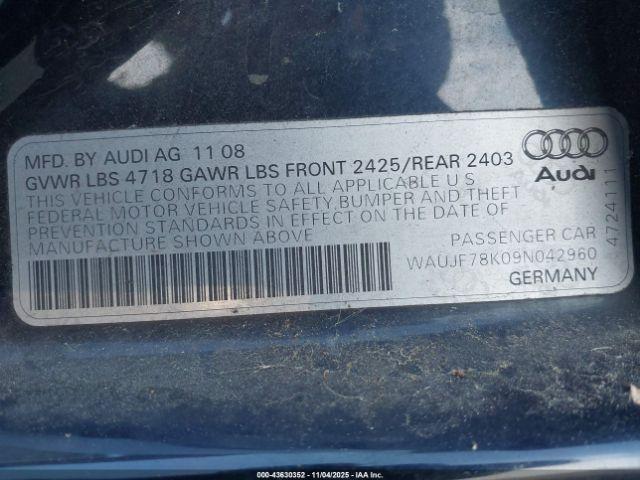 MFD. BY AUDI AG 11 08
GVWR LBS 4718 GAWR LBS FRONT 2425/REAR 2403
THIS VEHICLE CONFORMS TO ALL APPLICABLE U S
FEDERAL MOTOR VEHICLE SAFETY, BUMPER AND THEFT
PREVENTION STANDARDS IN EFFECT ON THE DATE OF
MANUFACTURE SHOWN ABOVE
Audi
4724111
PASSENGER CAR
WAUJF78K09N042960
GERMANY
000-43630352 - 11/04/2025 - IAA Inc.